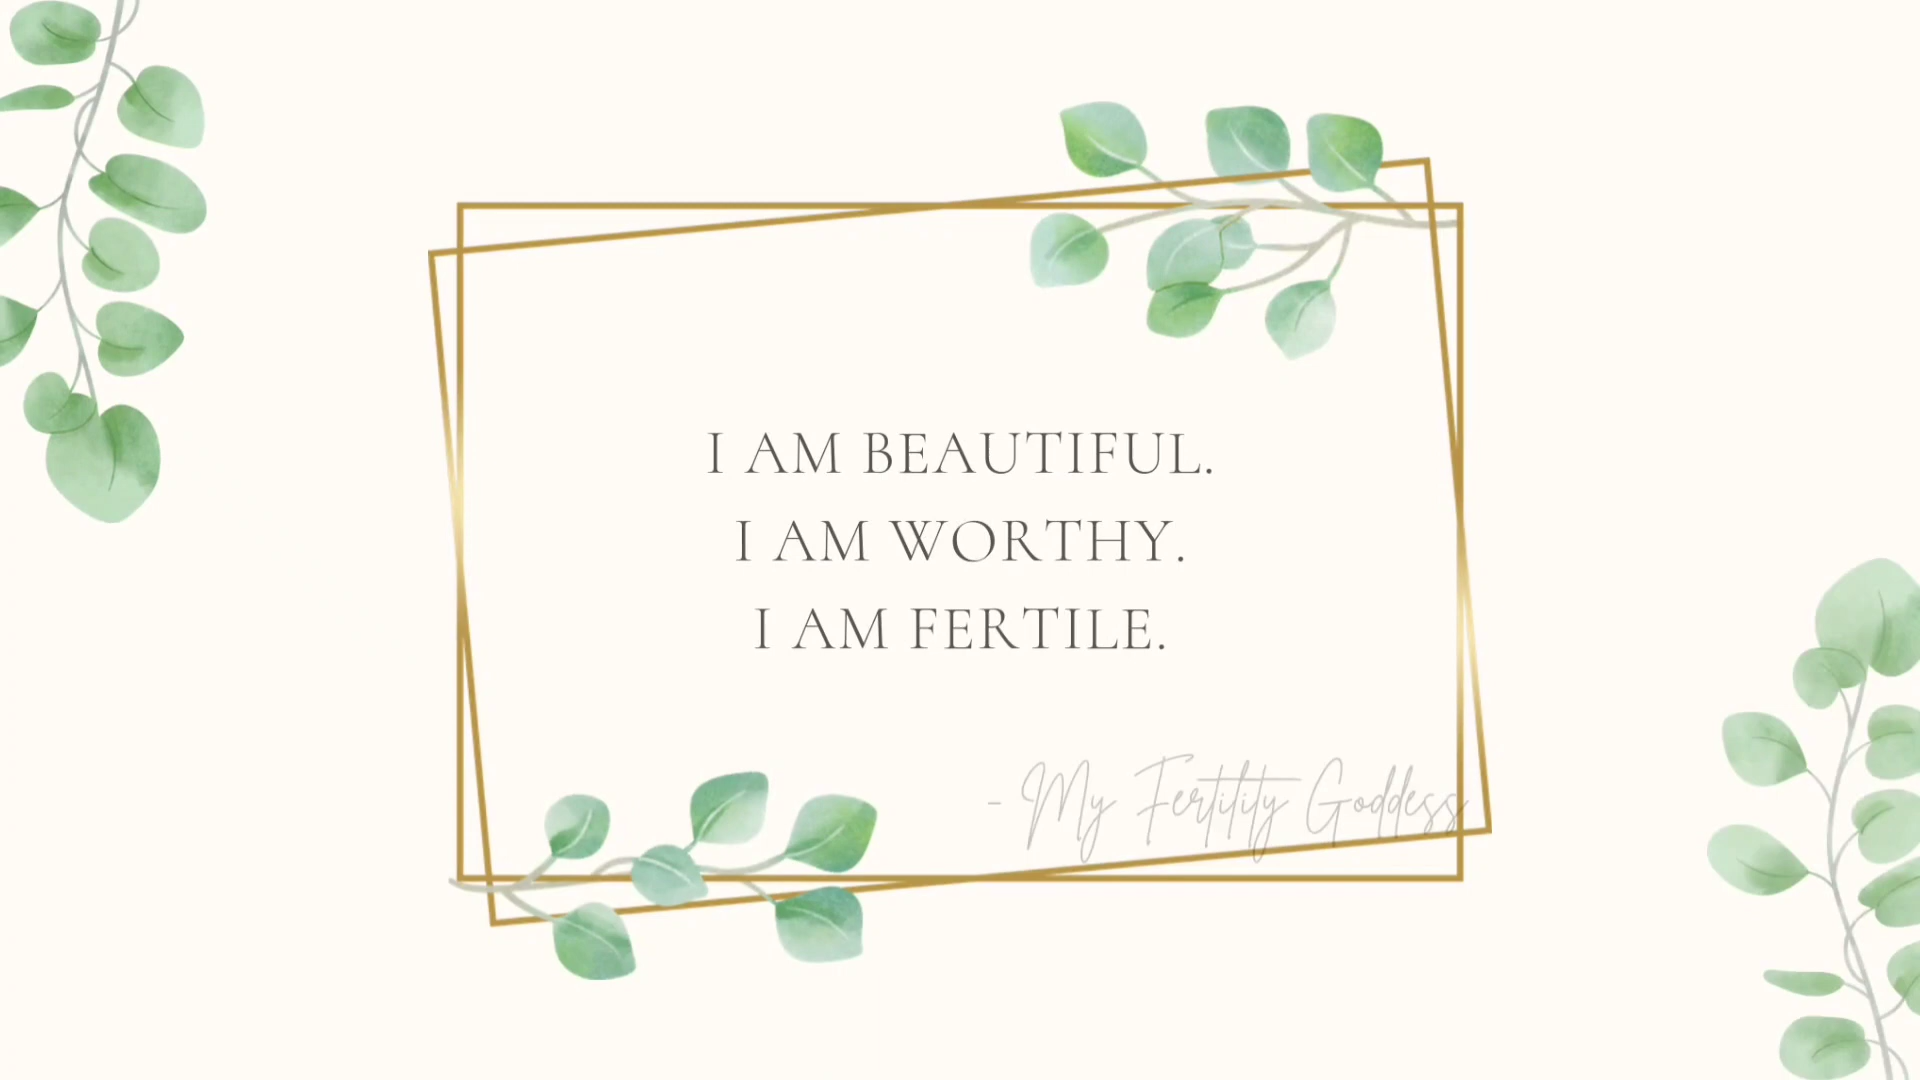 I AM BEAUTIFUL.
I AM WORTHY.
I AM FERTILE.
- My Fertility Goddess